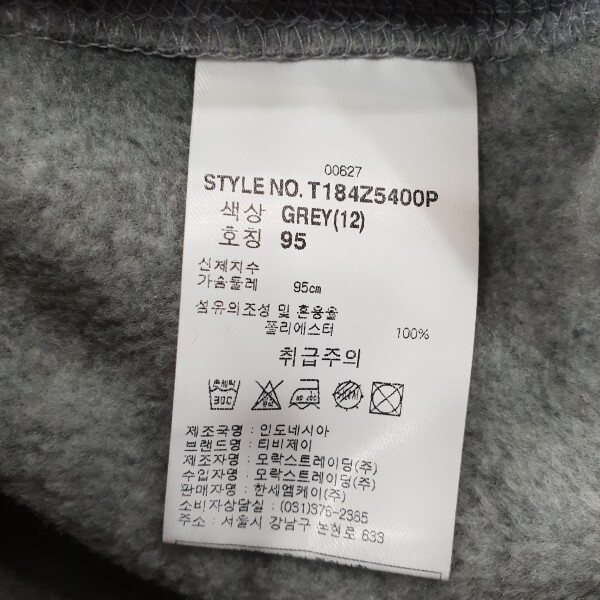 00627
STYLE NO. T184Z5400P
색상 GREY(12)
호칭 95
신체치수
가슴둘레 95cm
섬유의조성 및 혼용율
폴리에스터 100%
취급주의
손세탁
30C
제조국명 : 인도네시아
브랜드명 : 티비제이
제조자명 : 모락스트레이딩(주)
수입자명 : 모락스트레이딩(주)
판매자명 : 한세엠케이(주)
소비자상담실 : (031)376-2385
주소 : 서울시 강남구 논현로 633